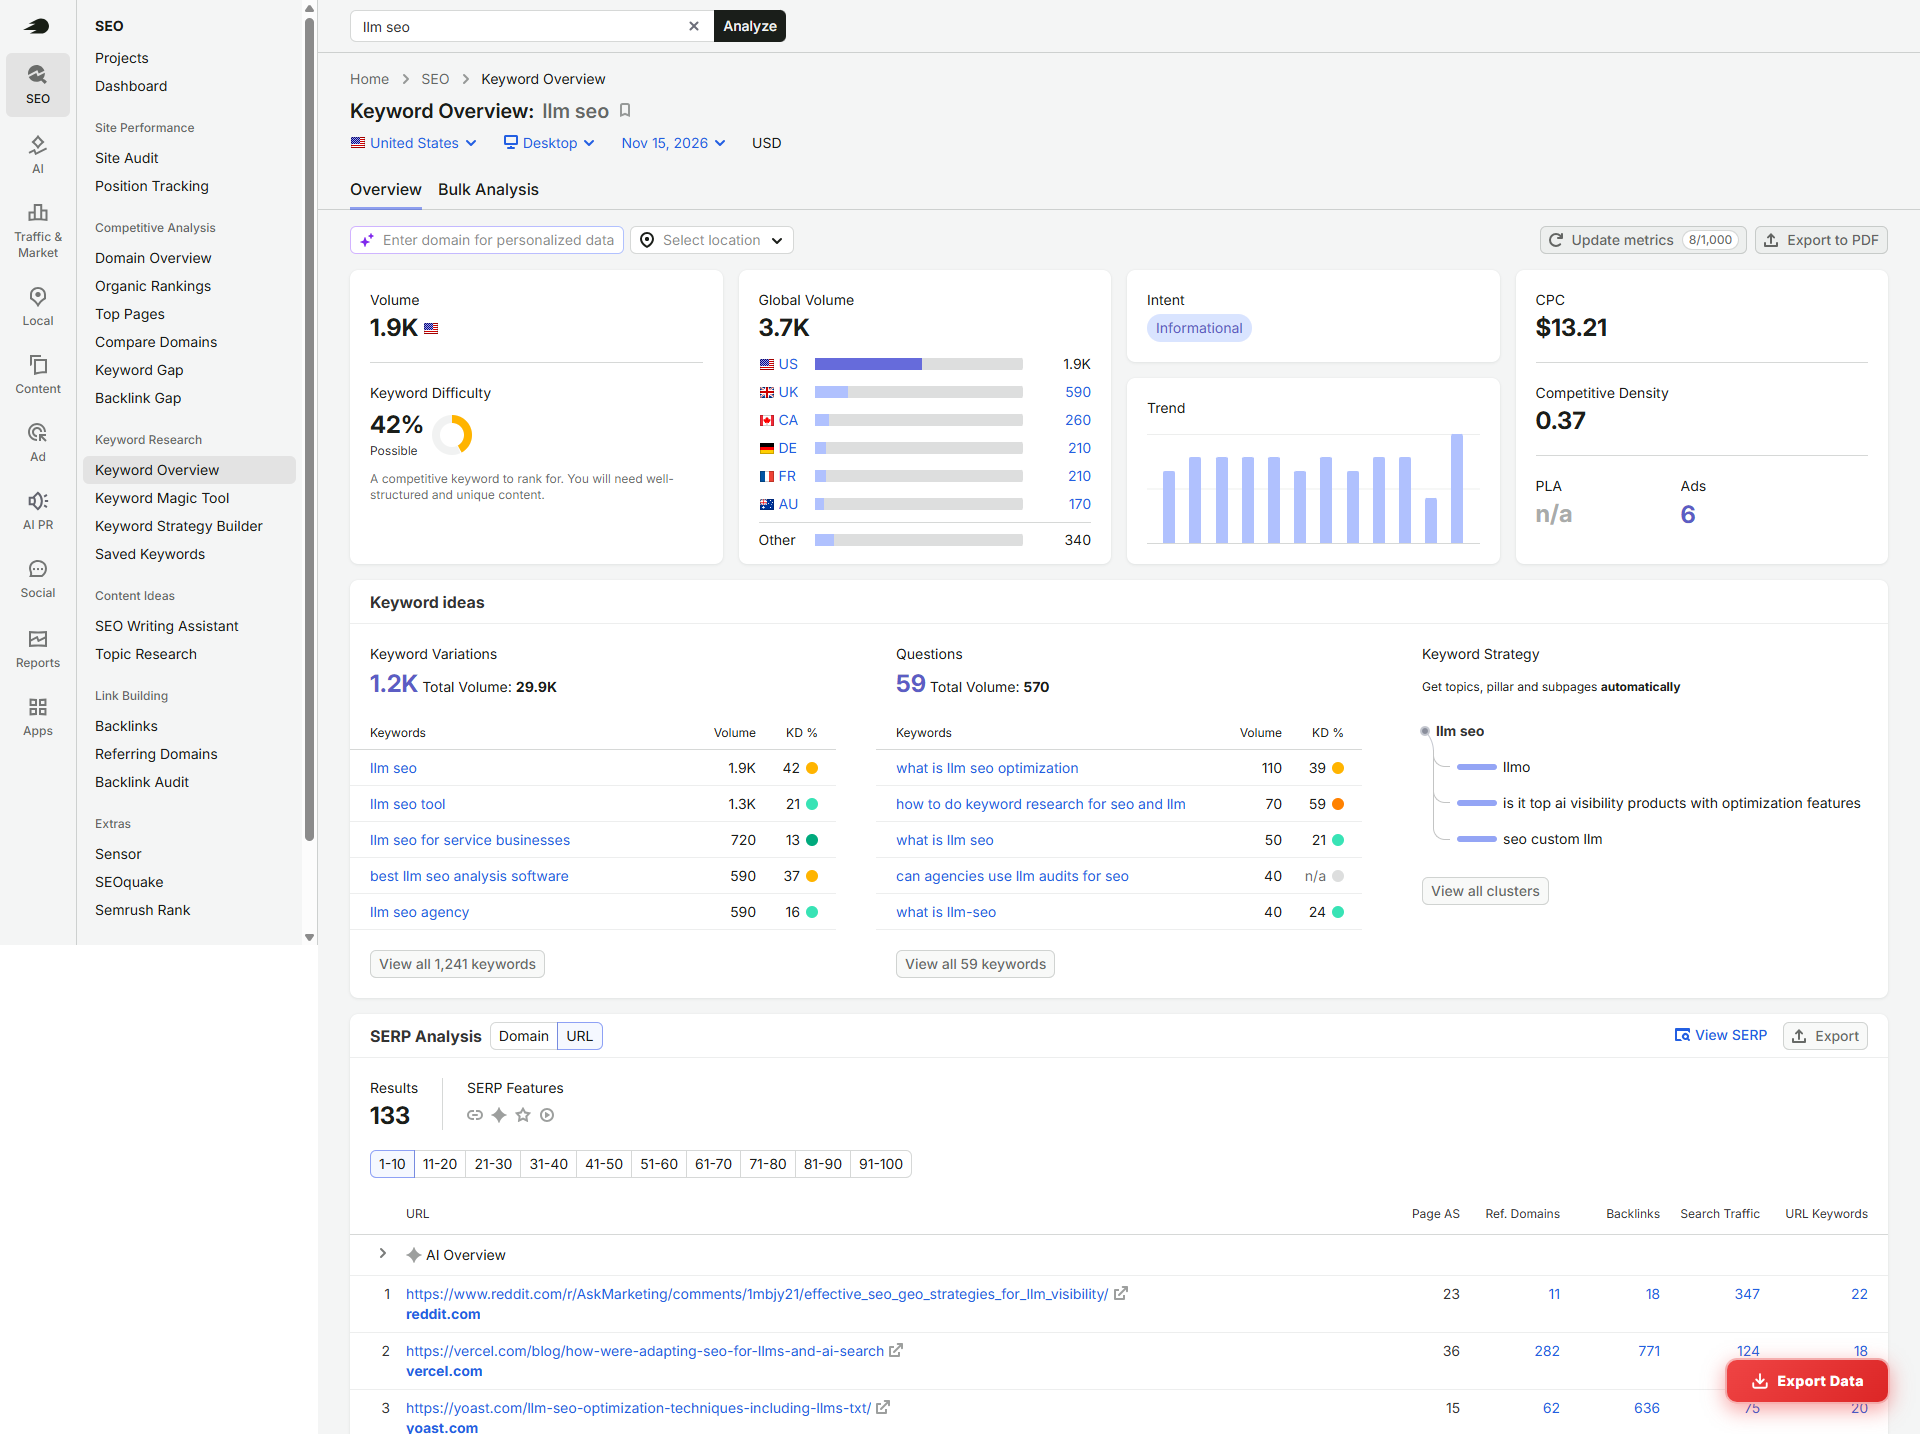 SEO
AI
Traffic & Market
Local
Content
Ad
AI PR
Social
Reports
Apps
SEO
Projects
Dashboard
Site Performance
Site Audit
Position Tracking
Competitive Analysis
Domain Overview
Organic Rankings
Top Pages
Compare Domains
Keyword Gap
Backlink Gap
Keyword Research
Keyword Overview
Keyword Magic Tool
Keyword Strategy Builder
Saved Keywords
Content Ideas
SEO Writing Assistant
Topic Research
Link Building
Backlinks
Referring Domains
Backlink Audit
Extras
Sensor
SEOquake
Semrush Rank
llm seo
Analyze
Home > SEO > Keyword Overview
Keyword Overview: llm seo
United States Desktop Nov 15, 2026 USD
Overview Bulk Analysis
Enter domain for personalized data Select location Update metrics 8/1,000 Export to PDF
Volume
1.9K
Keyword Difficulty
42%
Possible
A competitive keyword to rank for. You will need well-
structured and unique content.
Global Volume
3.7K
US 1.9K
UK 590
CA 260
DE 210
FR 210
AU 170
Other 340
Intent
Informational
Trend
CPC
$13.21
Competitive Density
0.37
PLA Ads
n/a 6
Keyword ideas
Keyword Variations
1.2K Total Volume: 29.9K
Keywords Volume KD %
llm seo 1.9K 42
llm seo tool 1.3K 21
llm seo for service businesses 720 13
best llm seo analysis software 590 37
llm seo agency 590 16
View all 1,241 keywords
Questions
59 Total Volume: 570
Keywords Volume KD %
what is llm seo optimization 110 39
how to do keyword research for seo and llm 70 59
what is llm seo 50 21
can agencies use llm audits for seo 40 n/a
what is llm-seo 40 24
View all 59 keywords
Keyword Strategy
Get topics, pillar and subpages automatically
llm seo
llmo
is it top ai visibility products with optimization features
seo custom llm
View all clusters
SERP Analysis Domain URL View SERP Export
Results SERP Features
133
1-10 11-20 21-30 31-40 41-50 51-60 61-70 71-80 81-90 91-100
URL Page AS Ref. Domains Backlinks Search Traffic URL Keywords
AI Overview
1 https://www.reddit.com/r/AskMarketing/comments/1mbjy21/effective_seo_geo_strategies_for_llm_visibility/ 23 11 18 347 22
reddit.com
2 https://vercel.com/blog/how-were-adapting-seo-for-llms-and-ai-search 36 282 771 124 18
vercel.com
Export Data
3 https://yoast.com/llm-seo-optimization-techniques-including-llms-txt/ 15 62 636 75 20
yoast.com